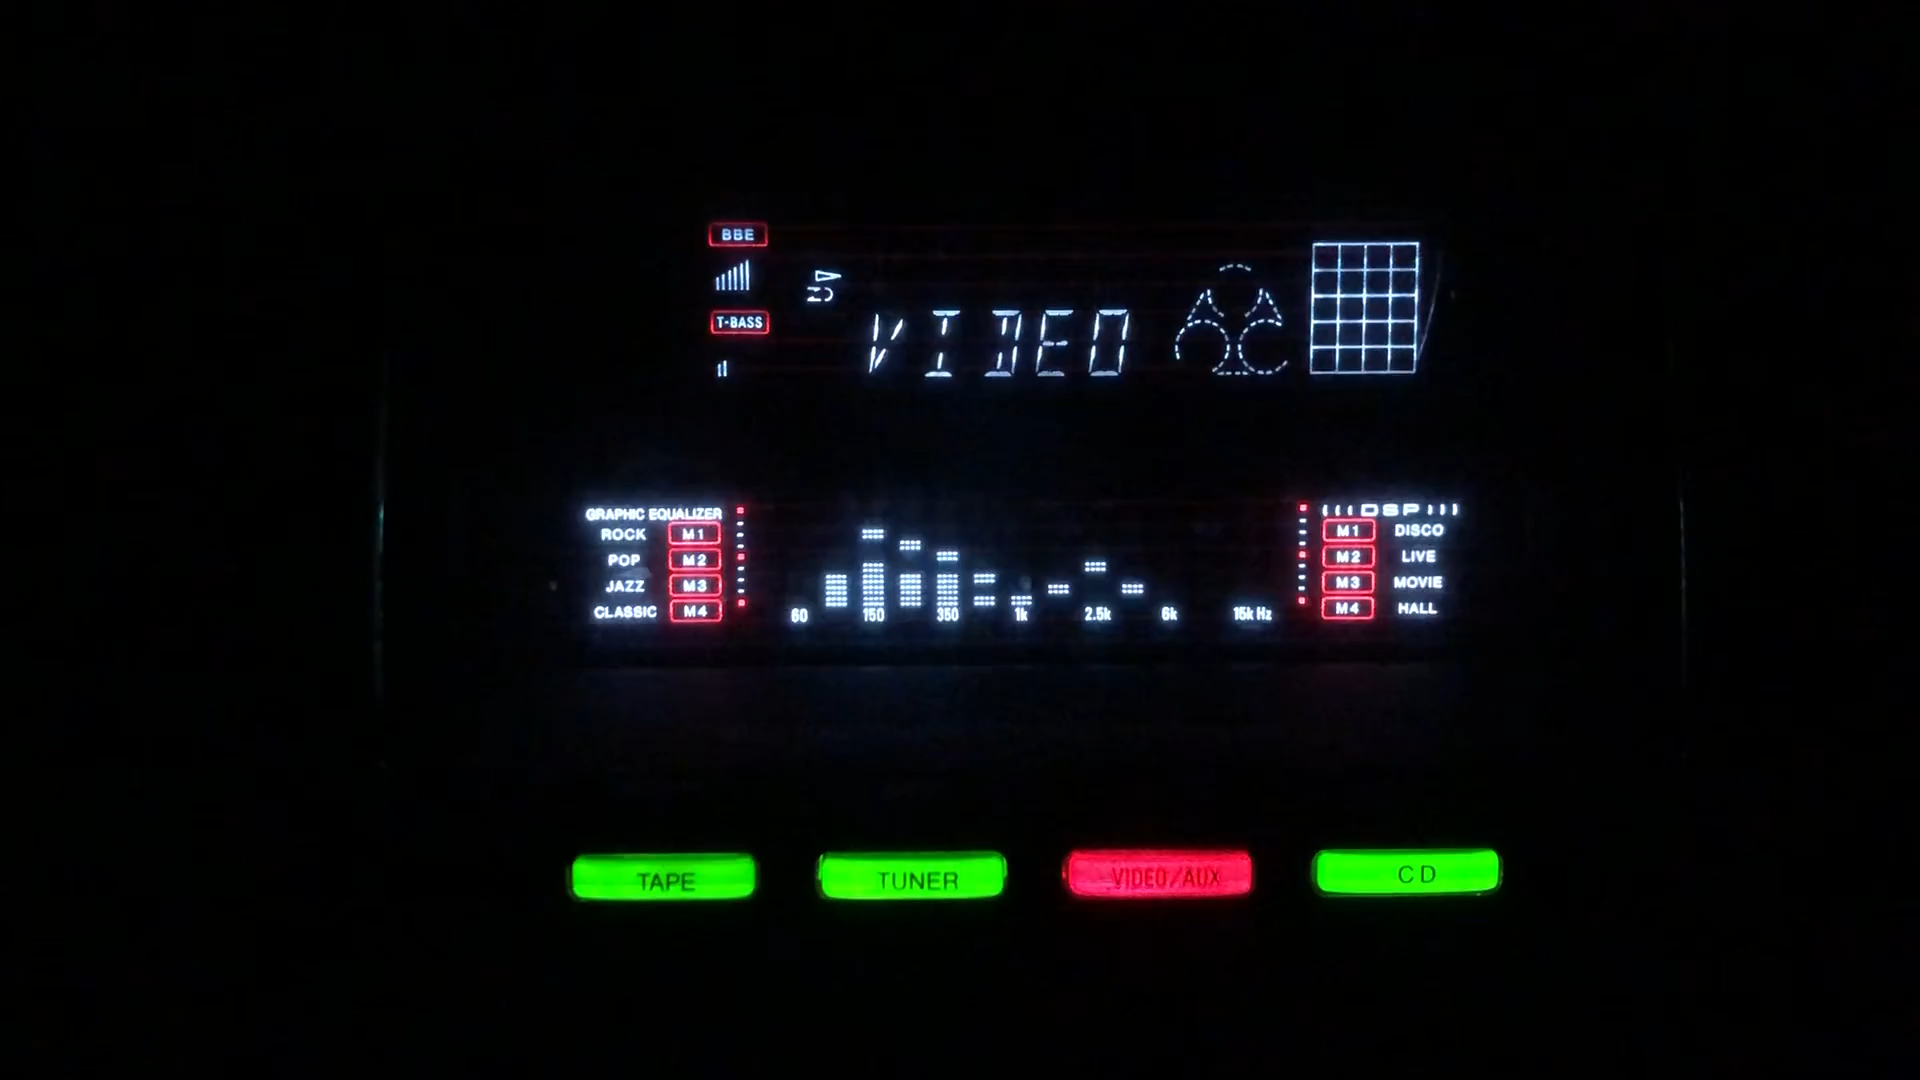 BBE
T-BASS
VIDEO
GRAPHIC EQUALIZER
ROCK M1
POP M2
JAZZ M3
CLASSIC M4
60 150 350 1k 2.5k 6k 15k Hz
DSP
M1 DISCO
M2 LIVE
M3 MOVIE
M4 HALL
TAPE TUNER VIDEO/AUX CD